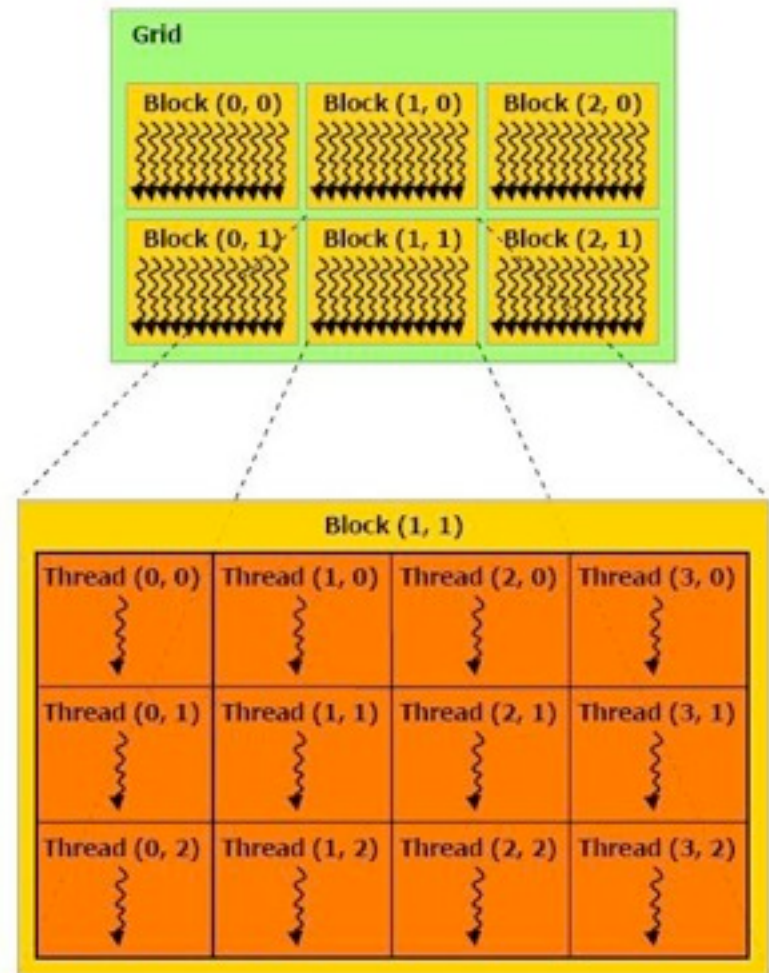 Grid
Block (0, 0) Block (1, 0) Block (2, 0)
Block (0, 1) Block (1, 1) Block (2, 1)
Block (1, 1)
Thread (0, 0) Thread (1, 0) Thread (2, 0) Thread (3, 0)
Thread (0, 1) Thread (1, 1) Thread (2, 1) Thread (3, 1)
Thread (0, 2) Thread (1, 2) Thread (2, 2) Thread (3, 2)